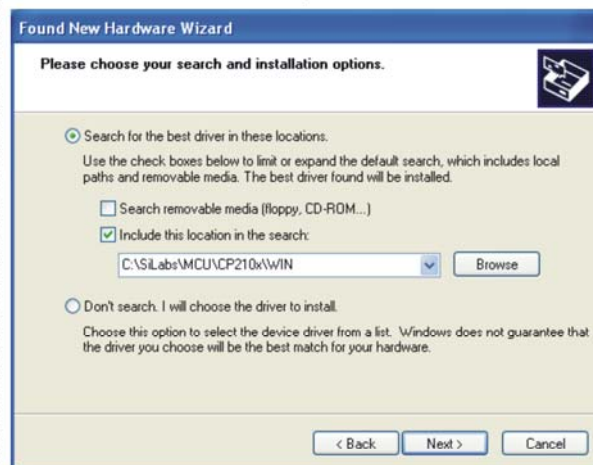 Found New Hardware Wizard
Please choose your search and installation options.
Search for the best driver in these locations.
Use the check boxes below to limit or expand the default search, which includes local
paths and removable media. The best driver found will be installed.
Search removable media (floppy, CD-ROM...)
Include this location in the search:
C:\SiLabs\MCU\CP210x\WIN
Browse
Don't search. I will choose the driver to install.
Choose this option to select the device driver from a list. Windows does not guarantee that
the driver you choose will be the best match for your hardware.
< Back
Next >
Cancel